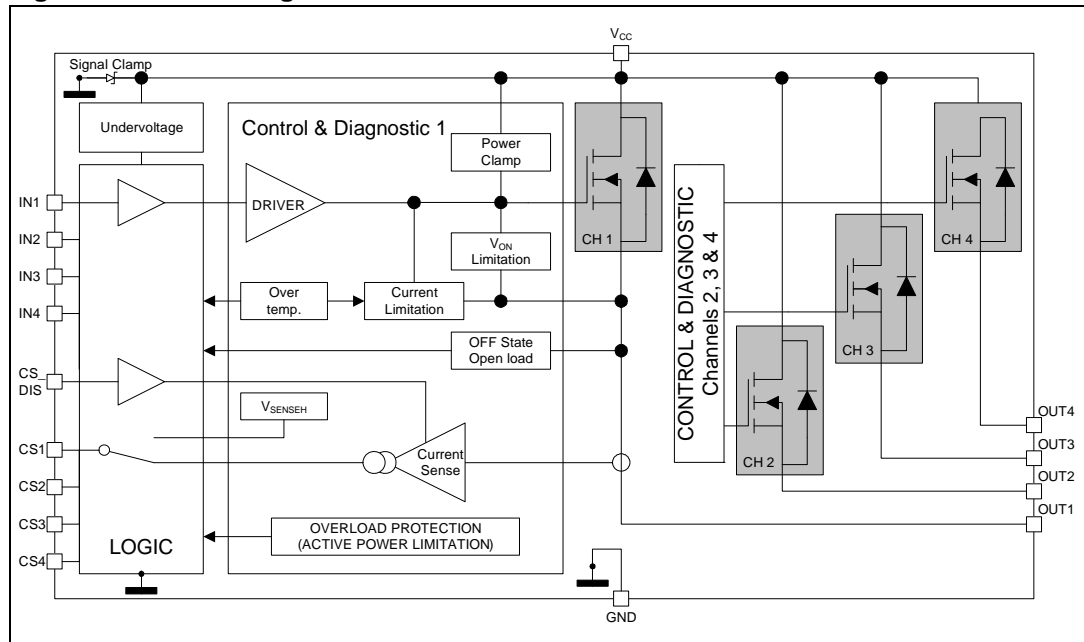 VCC
Signal Clamp
Undervoltage
Control & Diagnostic 1
Power
Clamp
IN1
DRIVER
CH 1
CH 4
IN2
VON
Limitation
IN3
Over
temp.
Current
Limitation
CONTROL & DIAGNOSTIC
Channels 2, 3 & 4
IN4
OFF State
Open load
CH 3
CS_
DIS
VSENSEH
OUT4
CS1
Current
Sense
CH 2
OUT3
CS2
OUT2
CS3
OVERLOAD PROTECTION
(ACTIVE POWER LIMITATION)
OUT1
LOGIC
CS4
GND